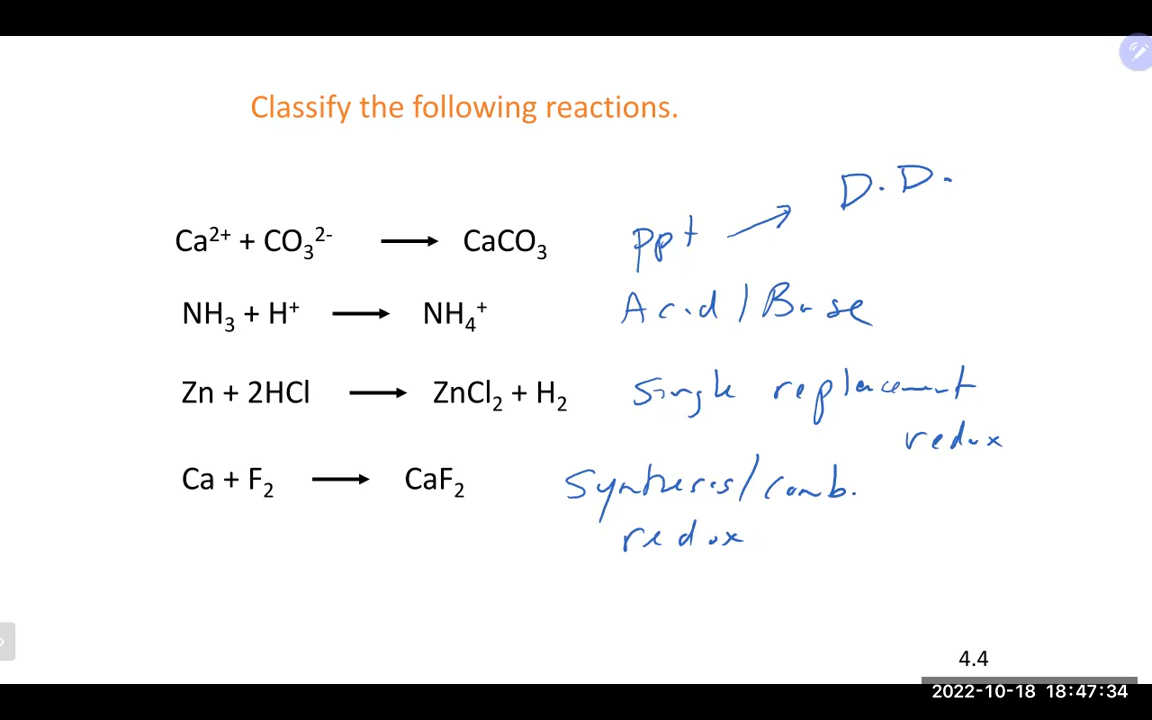 Classify the following reactions.
D.D.
Ca²⁺ + CO₃²⁻ → CaCO₃ ppt →
NH₃ + H⁺ → NH₄⁺ Acid/Base
Zn + 2HCl → ZnCl₂ + H₂ Single replacement
redox
Ca + F₂ → CaF₂ Synthesis/comb.
redox
4.4
2022-10-18 18:47:34